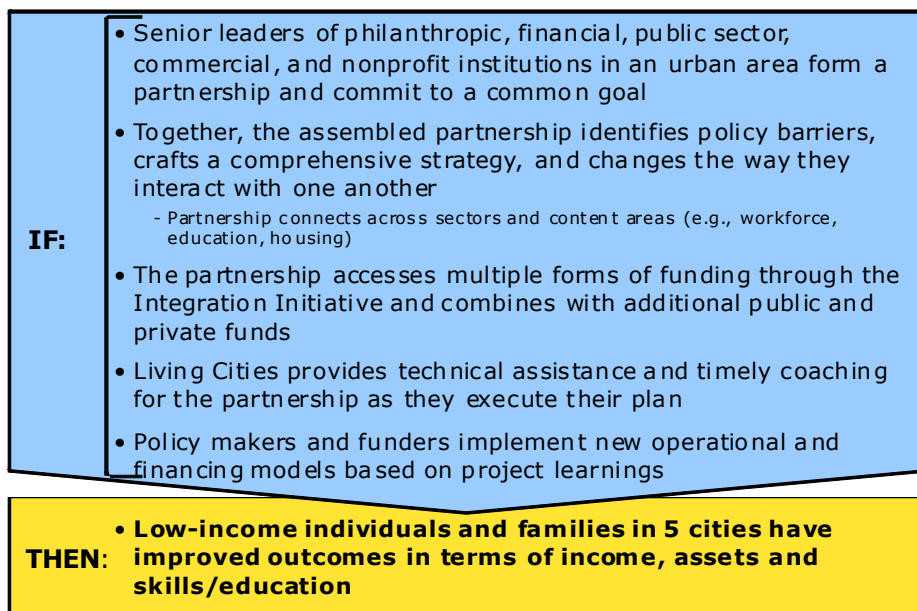 • Senior leaders of philanthropic, financial, public sector,
commercial, and nonprofit institutions in an urban area form a
partnership and commit to a common goal
• Together, the assembled partnership identifies policy barriers,
crafts a comprehensive strategy, and changes the way they
interact with one another
- Partnership connects across sectors and content areas (e.g., workforce,
education, housing)
IF:
• The partnership accesses multiple forms of funding through the
Integration Initiative and combines with additional public and
private funds
• Living Cities provides technical assistance and timely coaching
for the partnership as they execute their plan
• Policy makers and funders implement new operational and
financing models based on project learnings
• Low-income individuals and families in 5 cities have
THEN: improved outcomes in terms of income, assets and
skills/education